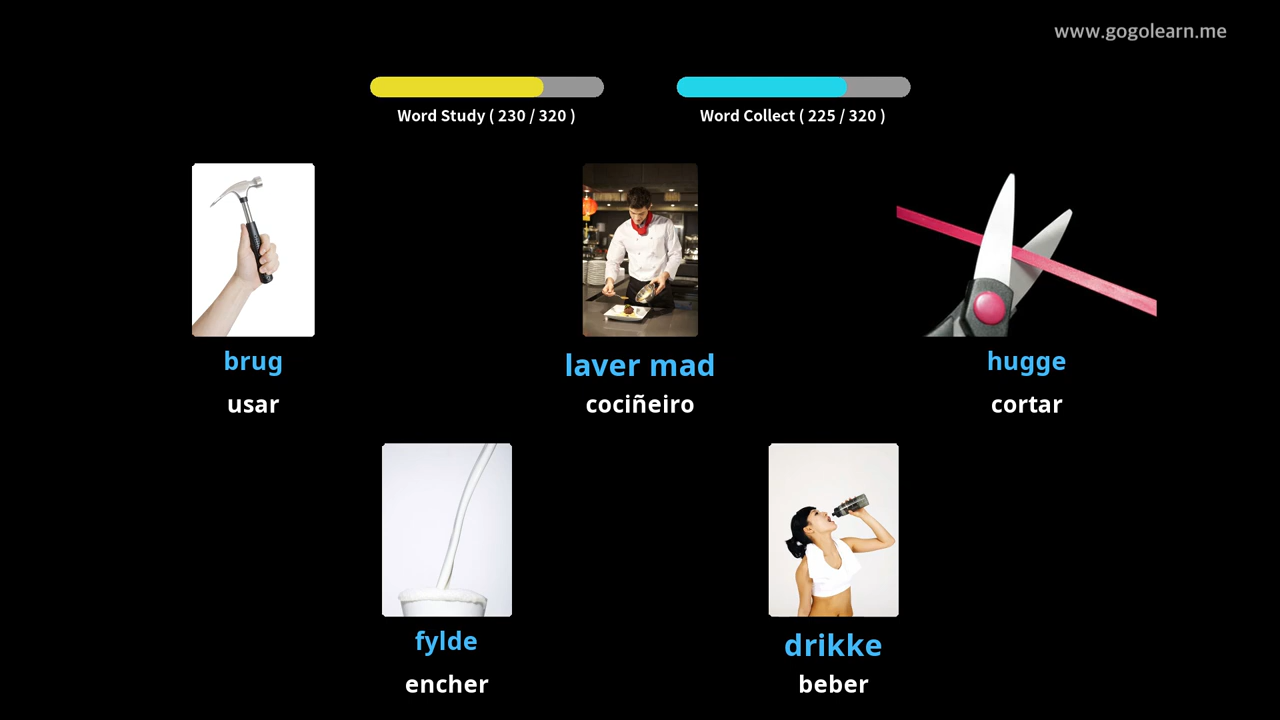 www.gogolearn.me
Word Study ( 230 / 320 )
Word Collect ( 225 / 320 )
brug
usar
laver mad
cociñeiro
hugge
cortar
fylde
encher
drikke
beber